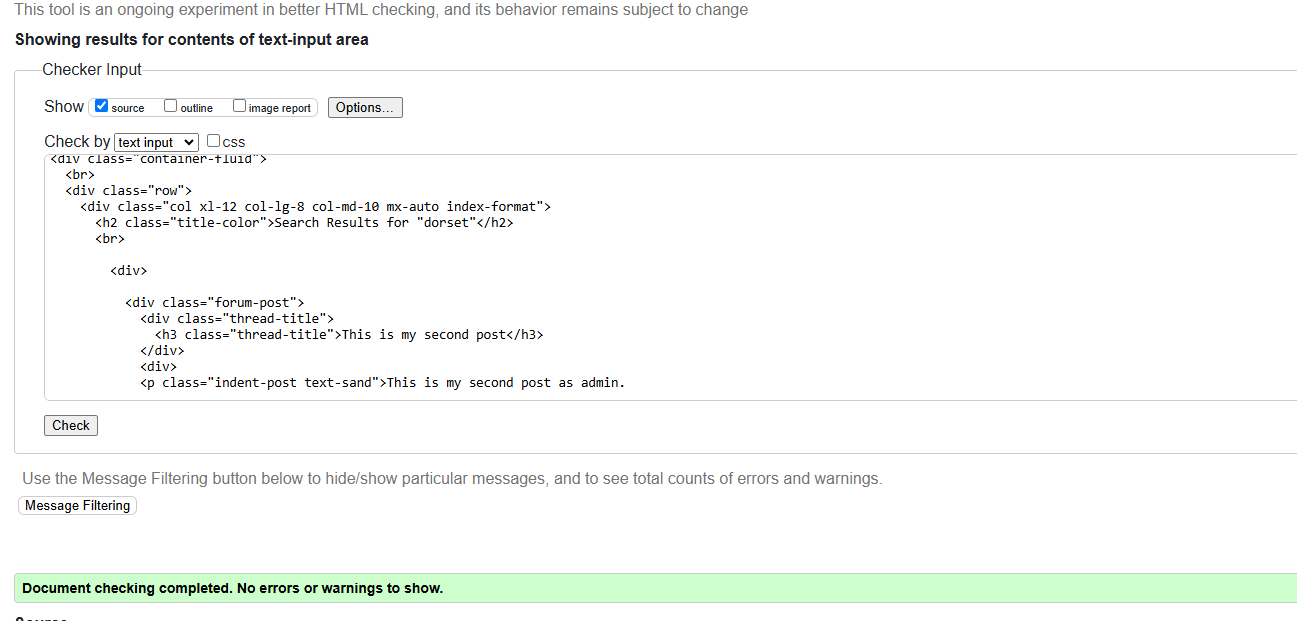 This tool is an ongoing experiment in better HTML checking, and its behavior remains subject to change
Showing results for contents of text-input area
Checker Input
Show source outline image report Options...
Check by text input css
<div class="container-fluid">
<br>
<div class="row">
<div class="col xl-12 col-lg-8 col-md-10 mx-auto index-format">
<h2 class="title-color">Search Results for "dorset"</h2>
<br>
<div>
<div class="forum-post">
<div class="thread-title">
<h3 class="thread-title">This is my second post</h3>
</div>
<div>
<p class="indent-post text-sand">This is my second post as admin.
Check
Use the Message Filtering button below to hide/show particular messages, and to see total counts of errors and warnings.
Message Filtering
Document checking completed. No errors or warnings to show.
Source